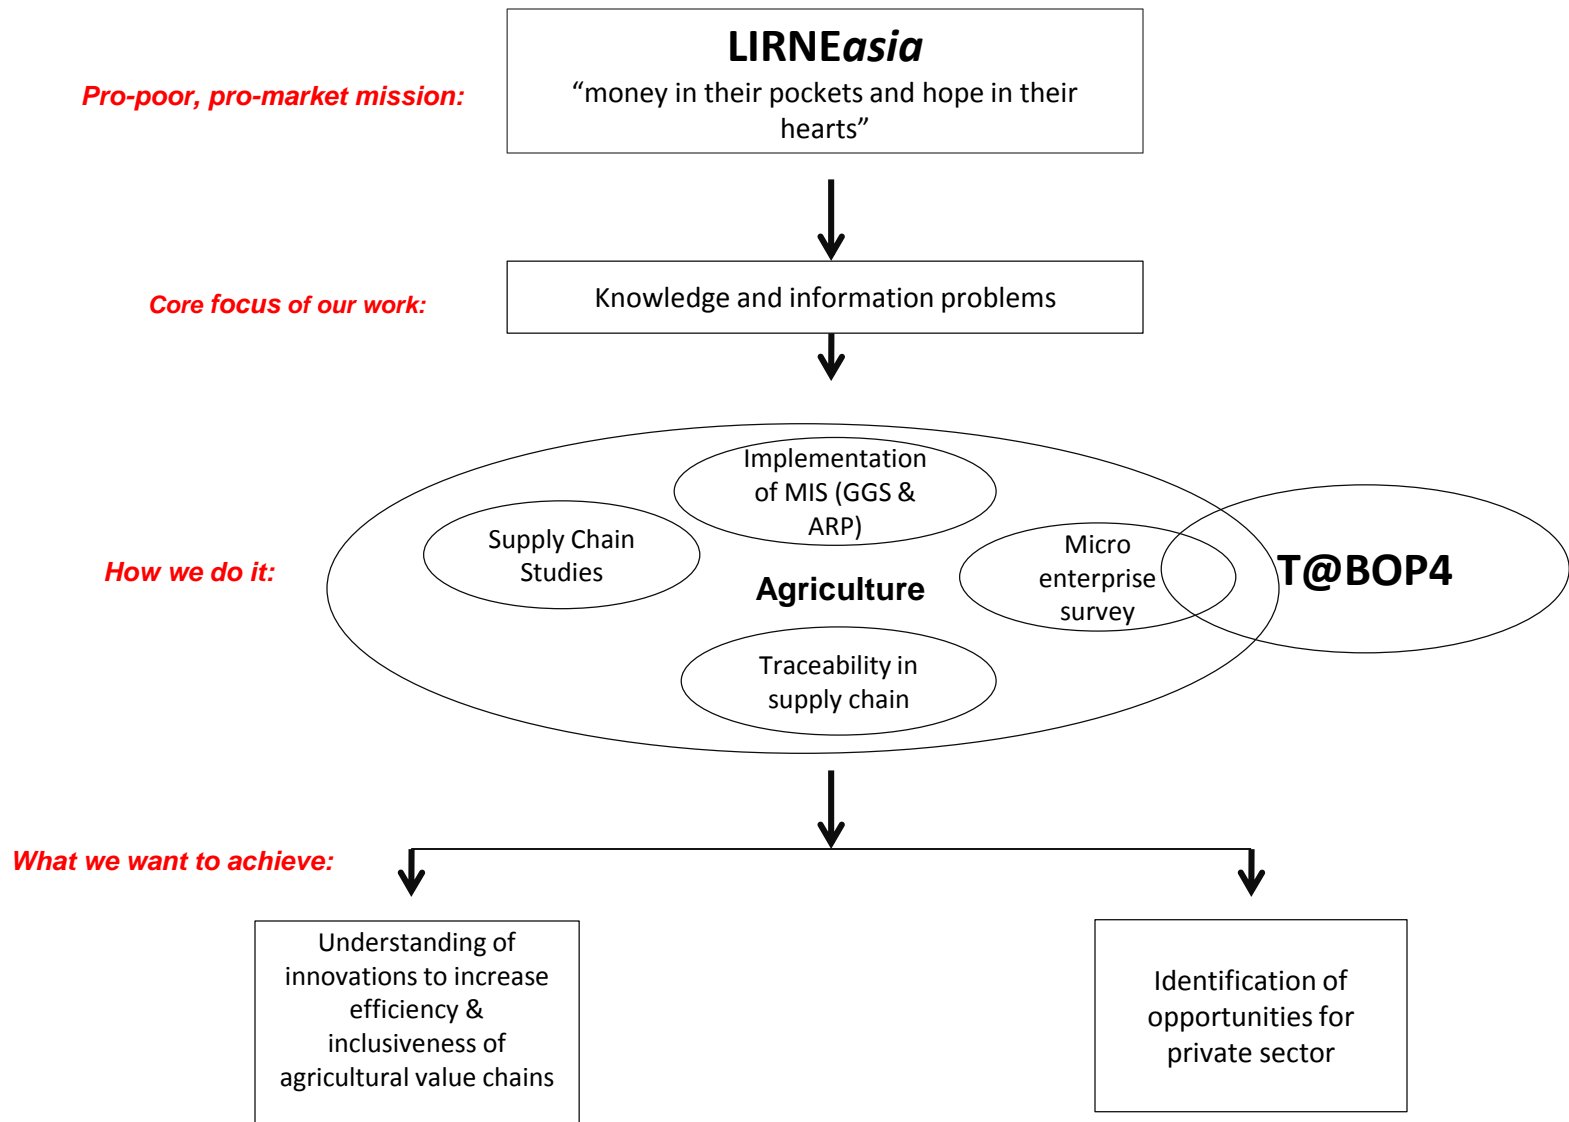 LIRNEasia
Pro-poor, pro-market mission:
“money in their pockets and hope in their
hearts”
Core focus of our work:
Knowledge and information problems
How we do it:
Implementation
of MIS (GGS &
ARP)
Supply Chain
Studies
Agriculture
Micro
enterprise
survey
T@BOP4
Traceability in
supply chain
What we want to achieve:
Understanding of
innovations to increase
efficiency &
inclusiveness of
agricultural value chains
Identification of
opportunities for
private sector